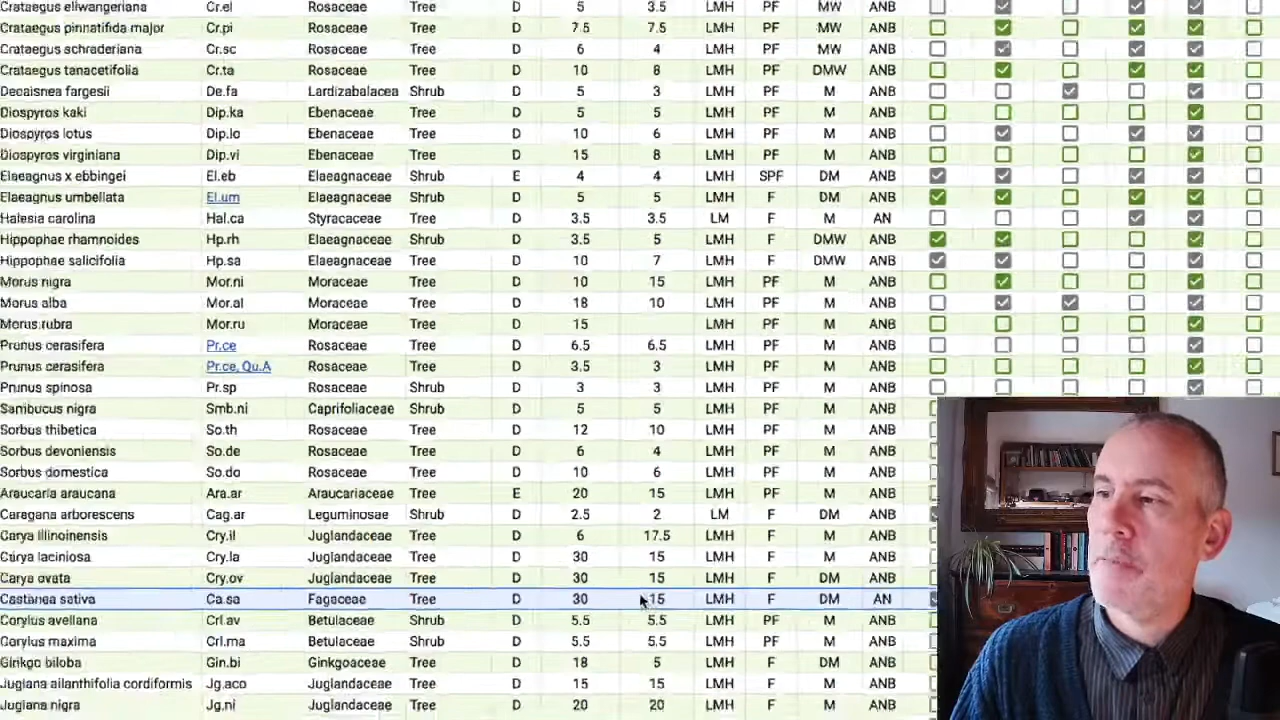 Crataegus ellwangeriana Cr.el Rosaceae Tree D 5 3.5 LMH PF MW ANB
Crataegus pinnatifida major Cr.pi Rosaceae Tree D 7.5 7.5 LMH PF MW ANB
Crataegus schraderiana Cr.sc Rosaceae Tree D 6 4 LMH PF MW ANB
Crataegus tanacetifolia Cr.ta Rosaceae Tree D 10 8 LMH PF DMW ANB
Decaisnea fargesii De.fa Lardizabalacea Shrub D 5 3 LMH PF M ANB
Diospyros kaki Dip.ka Ebenaceae Tree D 5 5 LMH PF M ANB
Diospyros lotus Dip.lo Ebenaceae Tree D 10 6 LMH PF M ANB
Diospyros virginiana Dip.vi Ebenaceae Tree D 15 8 LMH PF M ANB
Elaeagnus x ebbingei El.eb Elaeagnaceae Shrub E 4 4 LMH SPF DM ANB
Elaeagnus umbellata El.um Elaeagnaceae Shrub D 5 5 LMH F DM ANB
Halesia carolina Hal.ca Styracaceae Tree D 3.5 3.5 LM PF M AN
Hippophae rhamnoides Hp.rh Elaeagnaceae Shrub D 3.5 5 LMH F DMW ANB
Hippophae salicifolia Hp.sa Elaeagnaceae Tree D 10 7 LMH F DMW ANB
Morus nigra Mor.ni Moraceae Tree D 10 15 LMH PF M ANB
Morus alba Mor.al Moraceae Tree D 18 10 LMH PF M ANB
Morus rubra Mor.ru Moraceae Tree D 15 LMH PF M ANB
Prunus cerasifera Pr.ce Rosaceae Tree D 6.5 6.5 LMH PF M ANB
Prunus cerasifera Pr.ce, Qu.A Rosaceae Tree D 3.5 3 LMH PF M ANB
Prunus spinosa Pr.sp Rosaceae Shrub D 3 3 LMH PF M ANB
Sambucus nigra Smb.ni Caprifoliaceae Shrub D 5 5 LMH PF M ANB
Sorbus thibetica So.th Rosaceae Tree D 12 10 LMH PF M ANB
Sorbus devoniensis So.de Rosaceae Tree D 6 4 LMH PF M ANB
Sorbus domestica So.do Rosaceae Tree D 10 6 LMH PF M ANB
Araucaria araucana Ara.ar Araucariaceae Tree E 20 15 LMH PF M ANB
Caragana arborescens Cag.ar Leguminosae Shrub D 2.5 2 LM F DM ANB
Carya illinoinensis Cry.il Juglandaceae Tree D 6 17.5 LMH F M ANB
Carya laciniosa Cry.la Juglandaceae Tree D 30 15 LMH F M ANB
Carya ovata Cry.ov Juglandaceae Tree D 30 15 LMH F DM ANB
Castanea sativa Ca.sa Fagaceae Tree D 30 15 LMH F DM AN
Corylus avellana Crl.av Betulaceae Shrub D 5.5 5.5 LMH PF M ANB
Corylus maxima Crl.ma Betulaceae Shrub D 5.5 5.5 LMH PF M ANB
Ginkgo biloba Gin.bi Ginkgoaceae Tree D 18 5 LMH F DM ANB
Juglans ailanthifolia cordiformis Jg.aco Juglandaceae Tree D 15 15 LMH F M ANB
Juglans nigra Jg.ni Juglandaceae Tree D 20 20 LMH F M ANB